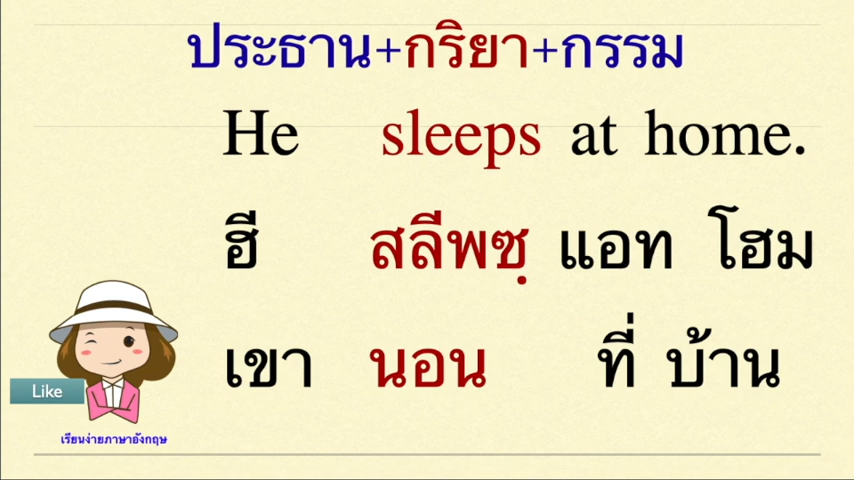 ประธาน+กริยา+กรรม
He sleeps at home.
ฮี สลีพซฺ แอท โฮม
เขา นอน ที่ บ้าน
Like
เรียนง่ายภาษาอังกฤษ